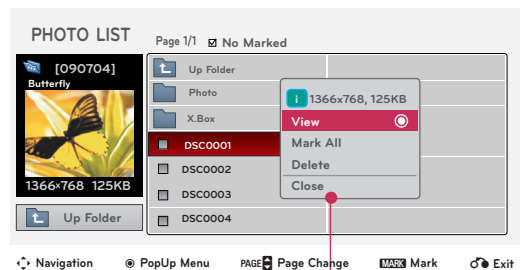 PHOTO LIST
Page 1/1 No Marked
[090704]
Butterfly
1366x768 125KB
Up Folder
Up Folder
Photo
X.Box
DSC0001
DSC0002
DSC0003
DSC0004
i 1366x768, 125KB
View
Mark All
Delete
Close
Navigation PopUp Menu PAGE Page Change MARK Mark Exit